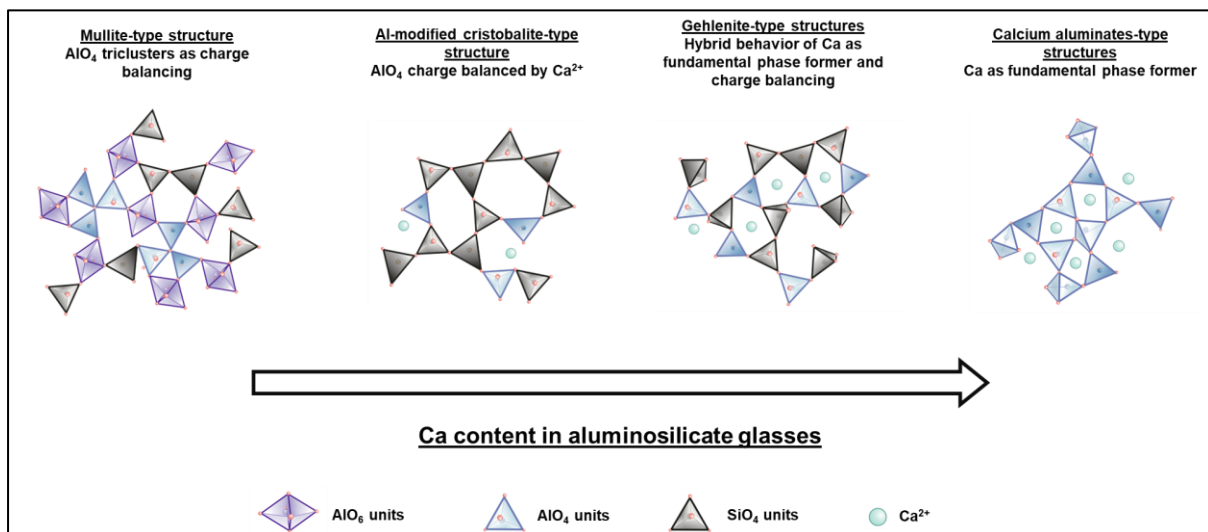 Mullite-type structure
AlO4 triclusters as charge
balancing
Al-modified cristobalite-type
structure
AlO4 charge balanced by Ca2+
Gehlenite-type structures
Hybrid behavior of Ca as
fundamental phase former and
charge balancing
Calcium aluminates-type
structures
Ca as fundamental phase former
Ca content in aluminosilicate glasses
AlO6 units
AlO4 units
SiO4 units
Ca2+